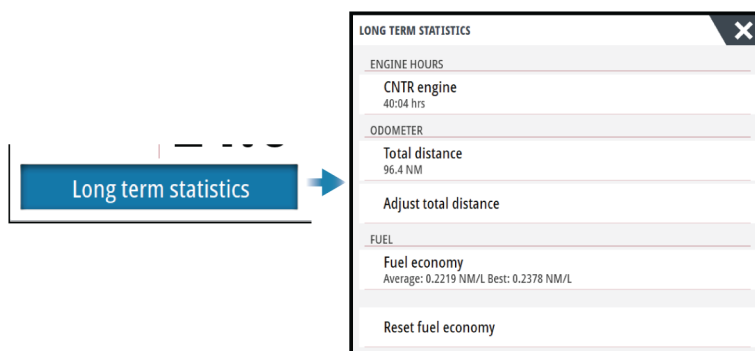 Long term statistics
LONG TERM STATISTICS
ENGINE HOURS
CNTR engine
40:04 hrs
ODOMETER
Total distance
96.4 NM
Adjust total distance
FUEL
Fuel economy
Average: 0.2219 NM/L Best: 0.2378 NM/L
Reset fuel economy